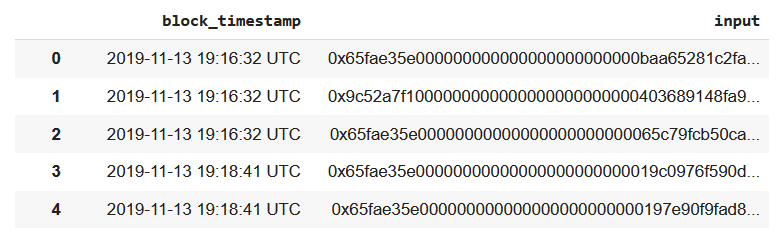 block_timestamp input
0 2019-11-13 19:16:32 UTC 0x65fae35e000000000000000000000000baa65281c2fa...
1 2019-11-13 19:16:32 UTC 0x9c52a7f1000000000000000000000000403689148fa9...
2 2019-11-13 19:16:32 UTC 0x65fae35e00000000000000000000000065c79fcb50ca...
3 2019-11-13 19:18:41 UTC 0x65fae35e00000000000000000000000019c0976f590d...
4 2019-11-13 19:18:41 UTC 0x65fae35e000000000000000000000000197e90f9fad8...